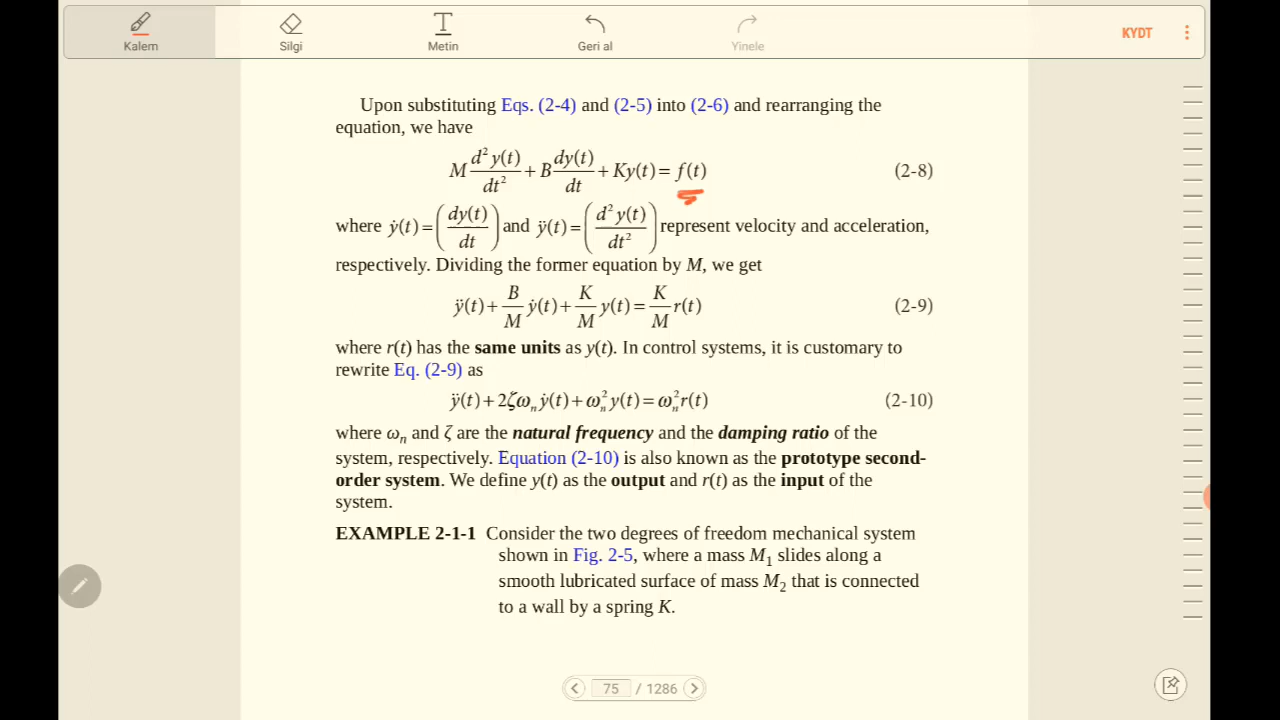 Kalem
Silgi
Metin
Geri al
Yinele
KYDT
Upon substituting Eqs. (2-4) and (2-5) into (2-6) and rearranging the
equation, we have
M d²y(t)/dt² + B dy(t)/dt + Ky(t) = f(t) (2-8)
where ẏ(t) = (dy(t)/dt) and ÿ(t) = (d²y(t)/dt²) represent velocity and acceleration,
respectively. Dividing the former equation by M, we get
ÿ(t) + B/M ẏ(t) + K/M y(t) = K/M r(t) (2-9)
where r(t) has the same units as y(t). In control systems, it is customary to
rewrite Eq. (2-9) as
ÿ(t) + 2ζωₙẏ(t) + ωₙ²y(t) = ωₙ²r(t) (2-10)
where ωₙ and ζ are the natural frequency and the damping ratio of the
system, respectively. Equation (2-10) is also known as the prototype second-
order system. We define y(t) as the output and r(t) as the input of the
system.
EXAMPLE 2-1-1 Consider the two degrees of freedom mechanical system
shown in Fig. 2-5, where a mass M₁ slides along a
smooth lubricated surface of mass M₂ that is connected
to a wall by a spring K.
75 / 1286